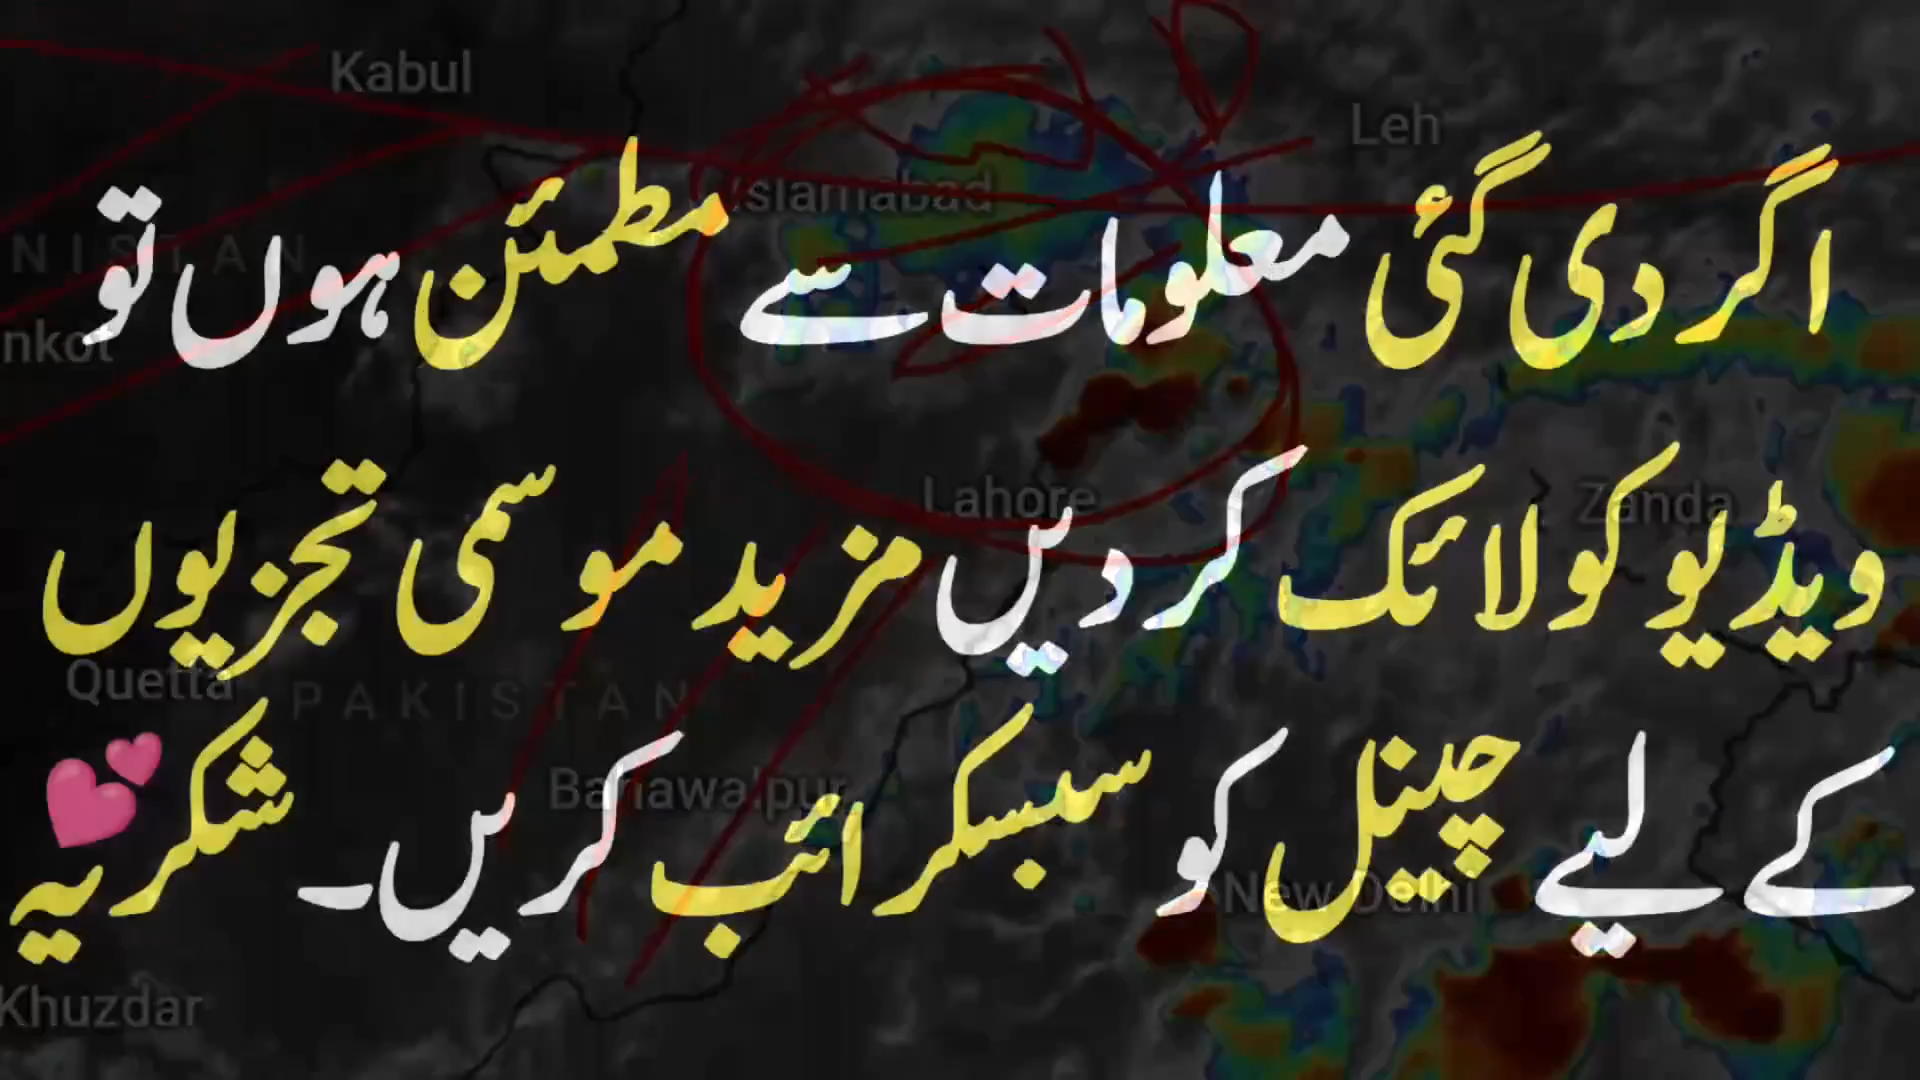 Kabul
Leh
Islamabad
اگر دی گئی معلومات سے مطمئن ہوں تو
NISTAN
nkot
Lahore
Zanda
ویڈیو کو لائک کر دیں مزید موسمی تجزیوں
Quetta
PAKISTAN
Bahawalpur
کے لیے چینل کو سبسکرائب کریں۔ شکریہ 💕
New Delhi
Khuzdar